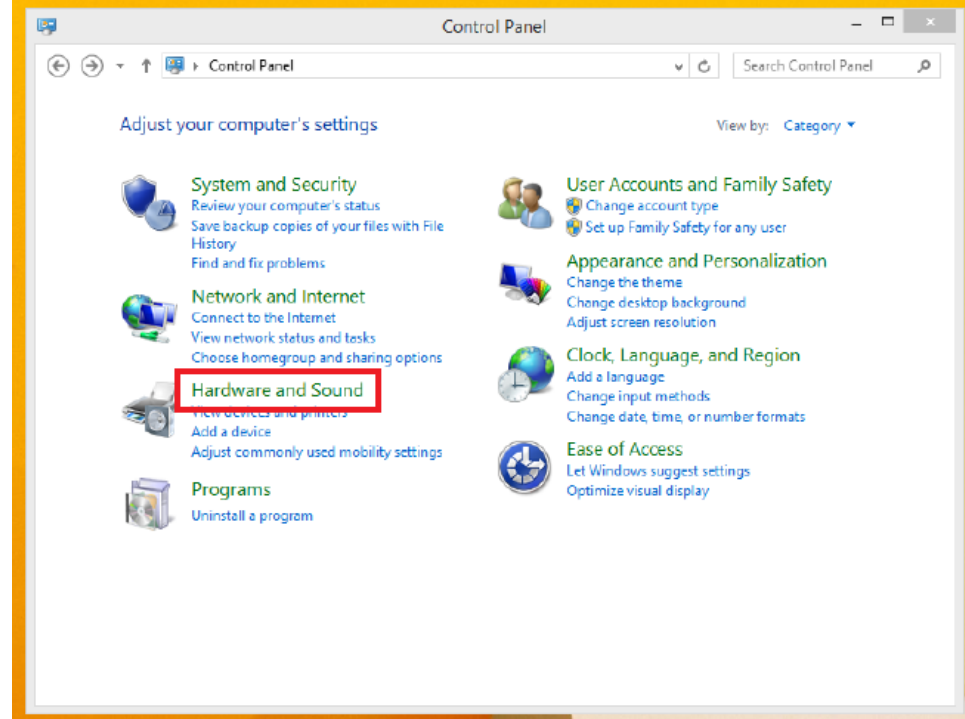 Control Panel
Control Panel
Search Control Panel
Adjust your computer's settings
View by: Category
System and Security
Review your computer's status
Save backup copies of your files with File
History
Find and fix problems
Network and Internet
Connect to the Internet
View network status and tasks
Choose homegroup and sharing options
Hardware and Sound
View devices and printers
Add a device
Adjust commonly used mobility settings
Programs
Uninstall a program
User Accounts and Family Safety
Change account type
Set up Family Safety for any user
Appearance and Personalization
Change the theme
Change desktop background
Adjust screen resolution
Clock, Language, and Region
Add a language
Change input methods
Change date, time, or number formats
Ease of Access
Let Windows suggest settings
Optimize visual display